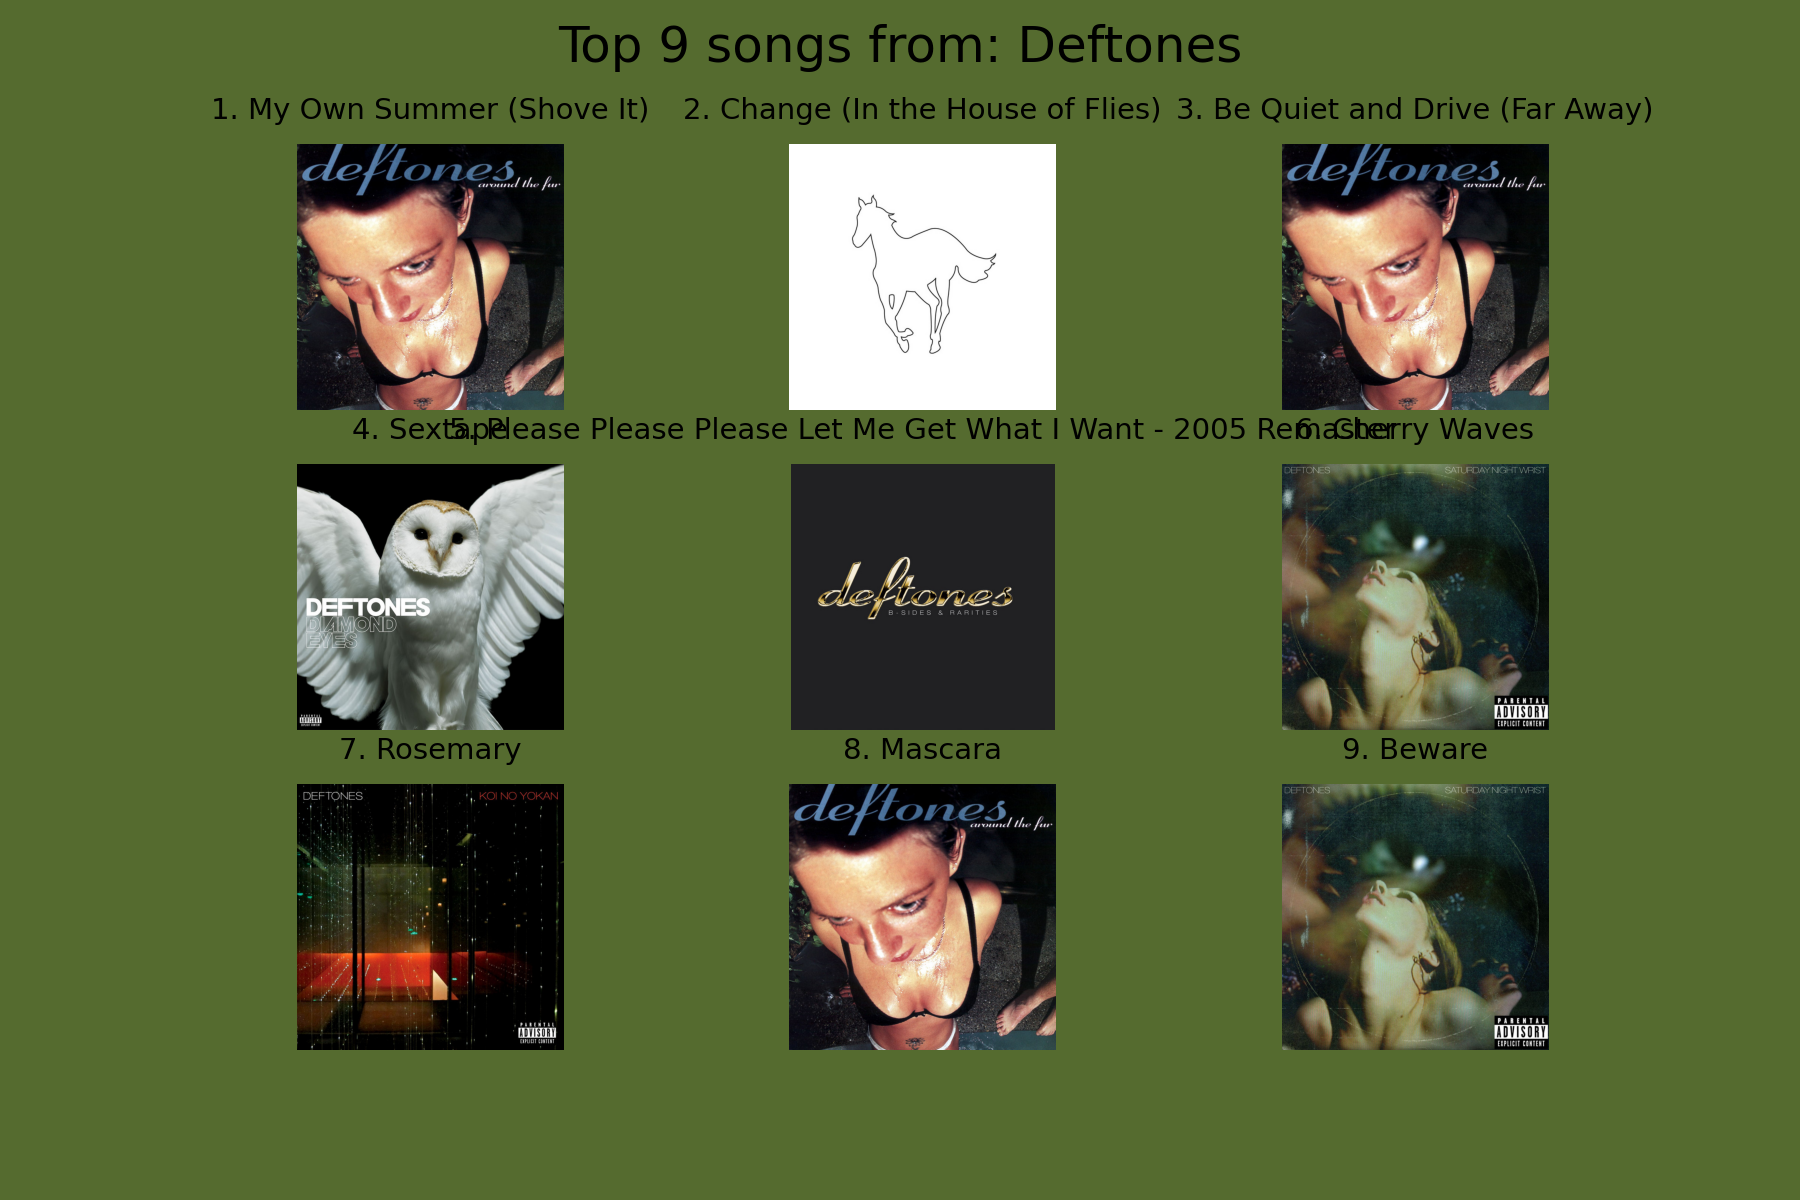 Top 9 songs from: Deftones
1. My Own Summer (Shove It)
2. Change (In the House of Flies)
3. Be Quiet and Drive (Far Away)
deftones
around the fur
deftones
around the fur
4. Sextape
5. Please Please Please Let Me Get What I Want - 2005 Remaster
6. Cherry Waves
DEFTONES
DIAMOND
EYES
deftones
B-SIDES & RARITIES
DEFTONES
SATURDAY NIGHT WRIST
PARENTAL
ADVISORY
EXPLICIT CONTENT
7. Rosemary
8. Mascara
9. Beware
DEFTONES
KOI NO YOKAN
PARENTAL
ADVISORY
EXPLICIT CONTENT
deftones
around the fur
DEFTONES
SATURDAY NIGHT WRIST
PARENTAL
ADVISORY
EXPLICIT CONTENT